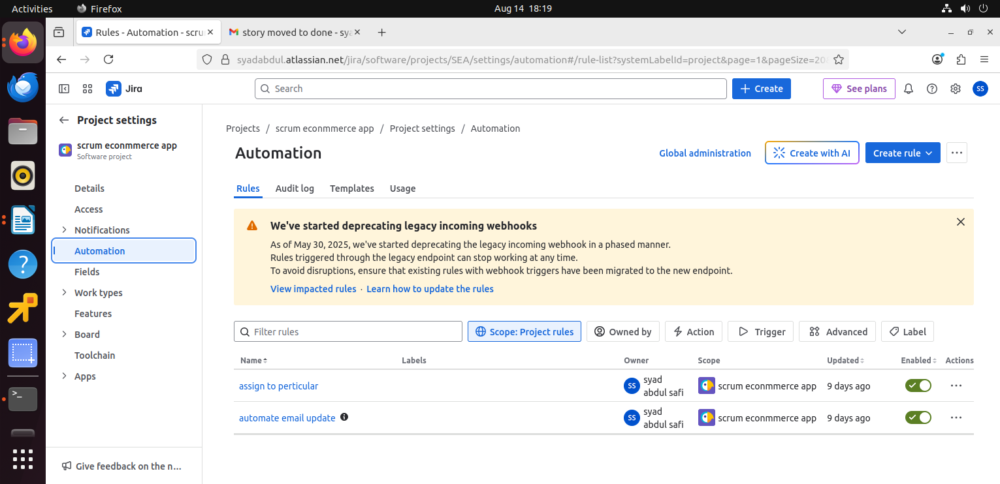 Activities
Firefox
Aug 14 18:19
Rules - Automation - scru
story moved to done - sya
syadabdul.atlassian.net/jira/software/projects/SEA/settings/automation#/rule-list?systemLabelId=project&page=1&pageSize=20
Jira
Search
Create
See plans
SS
Project settings
scrum econmmerce app
Software project
Details
Access
Notifications
Automation
Fields
Work types
Features
Board
Toolchain
Apps
Give feedback on the n...
Projects / scrum econmmerce app / Project settings / Automation
Automation
Global administration
Create with AI
Create rule
Rules
Audit log
Templates
Usage
We've started deprecating legacy incoming webhooks
As of May 30, 2025, we've started deprecating the legacy incoming webhook in a phased manner.
Rules triggered through the legacy endpoint can stop working at any time.
To avoid disruptions, ensure that existing rules with webhook triggers have been migrated to the new endpoint.
View impacted rules · Learn how to update the rules
Filter rules
Scope: Project rules
Owned by
Action
Trigger
Advanced
Label
Name Labels Owner Scope Updated Enabled Actions
assign to perticular SS syad abdul safi scrum econmmerce app 9 days ago
automate email update SS syad abdul safi scrum econmmerce app 9 days ago